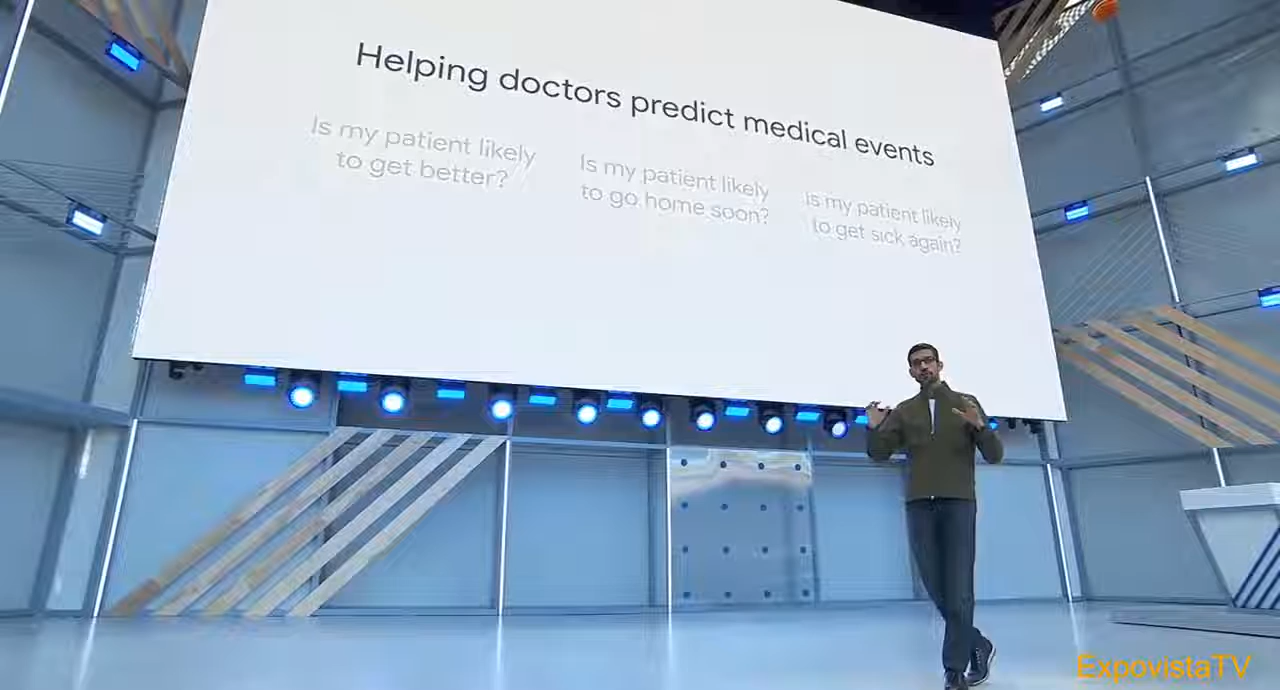 Helping doctors predict medical events
Is my patient likely
to get better?
Is my patient likely
to go home soon?
Is my patient likely
to get sick again?
ExpovistaTV